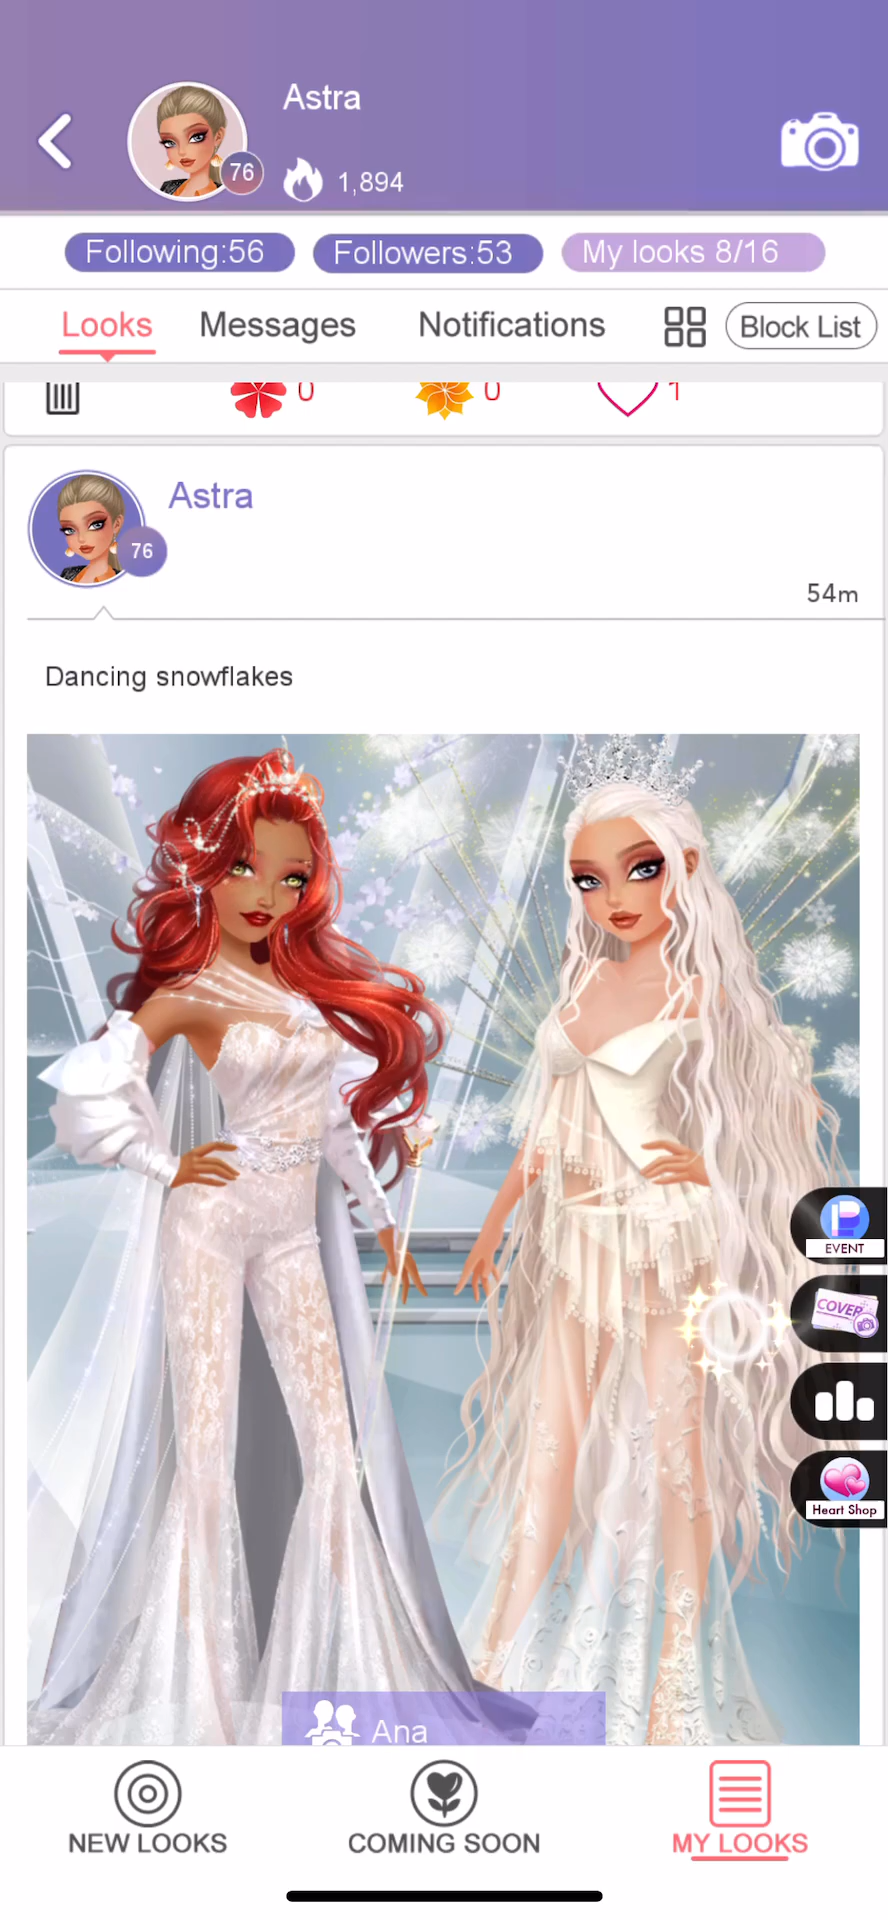 Astra
76
1,894
Following:56
Followers:53
My looks 8/16
Looks
Messages
Notifications
Block List
0
0
1
Astra
76
54m
Dancing snowflakes
EVENT
COVER
Heart Shop
Ana
NEW LOOKS
COMING SOON
MY LOOKS